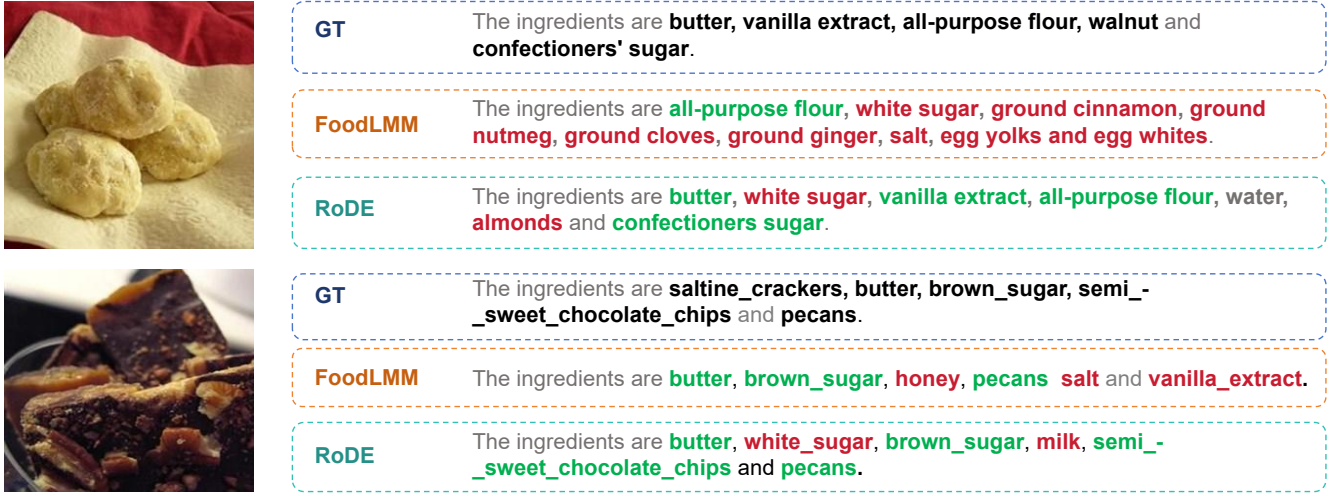 GT
The ingredients are butter, vanilla extract, all-purpose flour, walnut and
confectioners' sugar.
FoodLMM
The ingredients are all-purpose flour, white sugar, ground cinnamon, ground
nutmeg, ground cloves, ground ginger, salt, egg yolks and egg whites.
RoDE
The ingredients are butter, white sugar, vanilla extract, all-purpose flour, water,
almonds and confectioners sugar.
GT
The ingredients are saltine_crackers, butter, brown_sugar, semi_-
_sweet_chocolate_chips and pecans.
FoodLMM
The ingredients are butter, brown_sugar, honey, pecans  salt and vanilla_extract.
RoDE
The ingredients are butter, white_sugar, brown_sugar, milk, semi_-
_sweet_chocolate_chips and pecans.